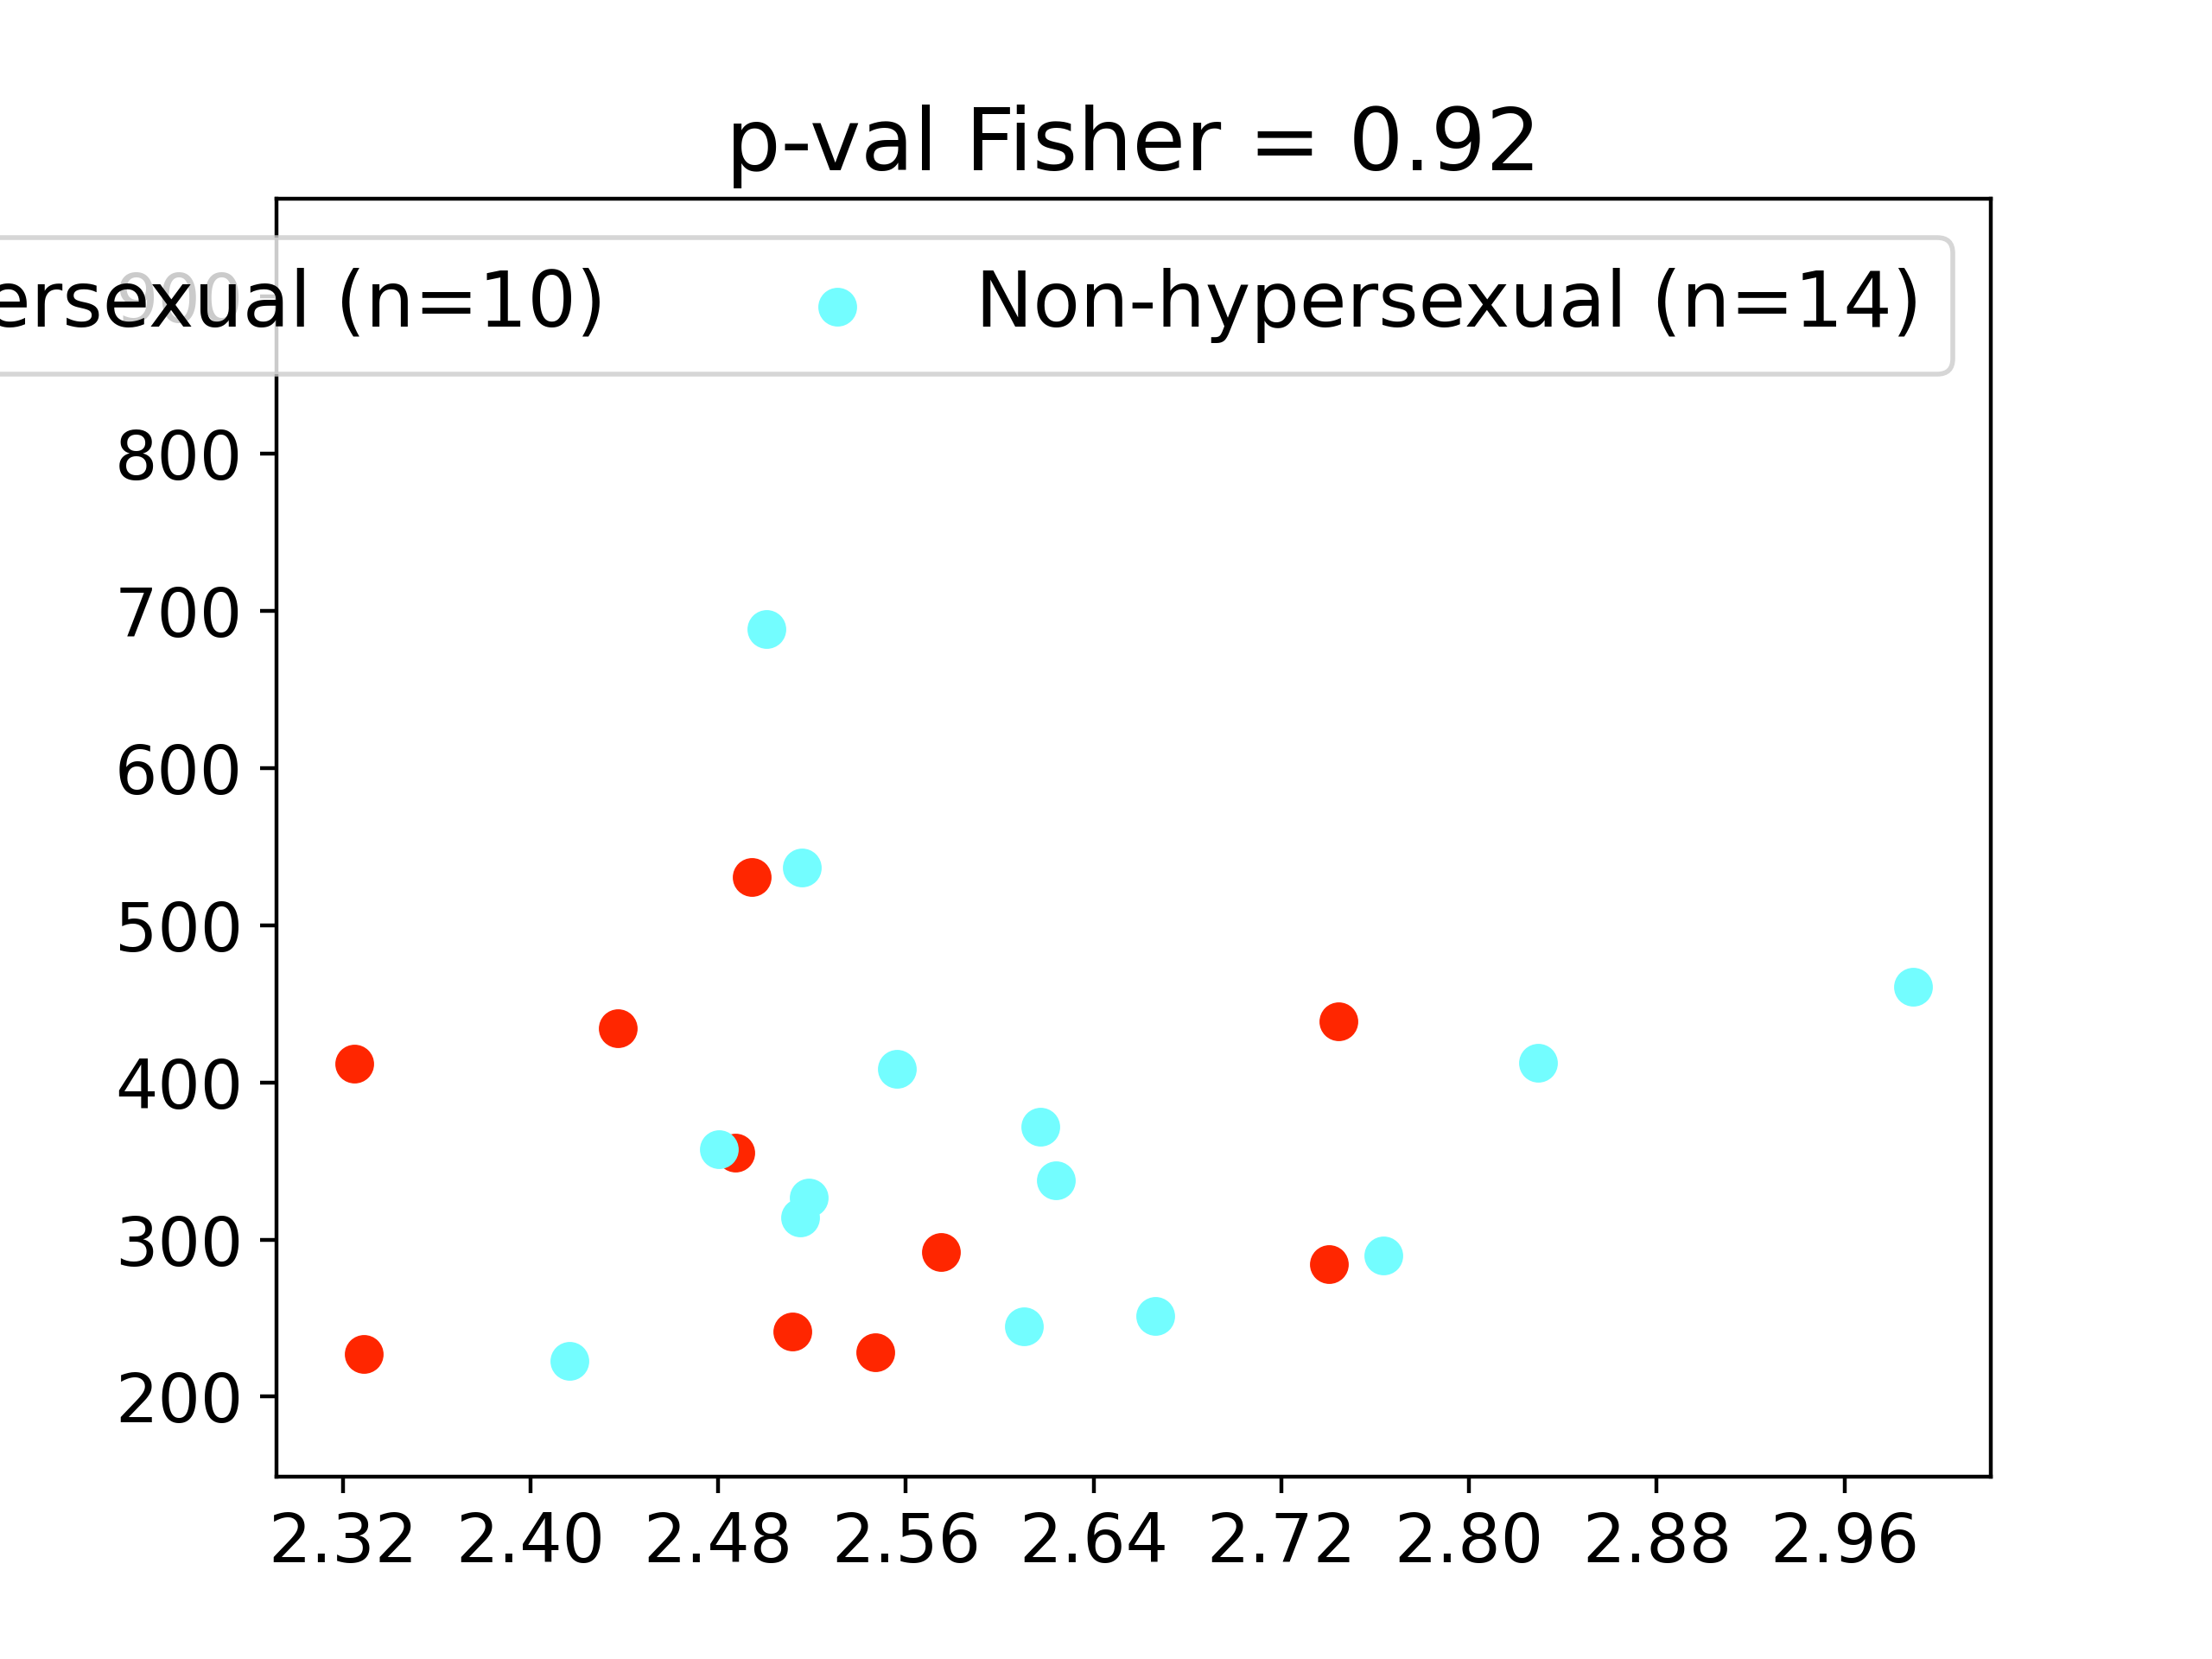 p-val Fisher = 0.92
ersexual (n=10) Non-hypersexual (n=14)
900
800
700
600
500
400
300
200
2.32 2.40 2.48 2.56 2.64 2.72 2.80 2.88 2.96